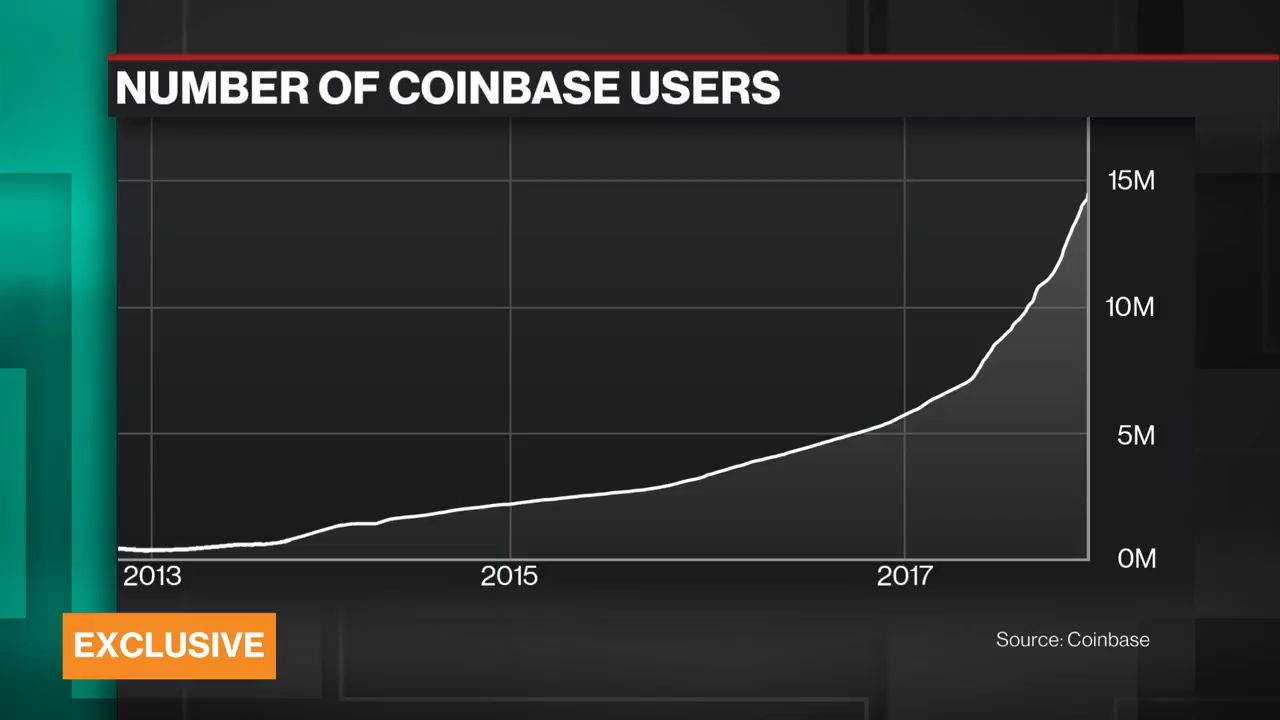 NUMBER OF COINBASE USERS
15M
10M
5M
0M
2013 2015 2017
EXCLUSIVE
Source: Coinbase